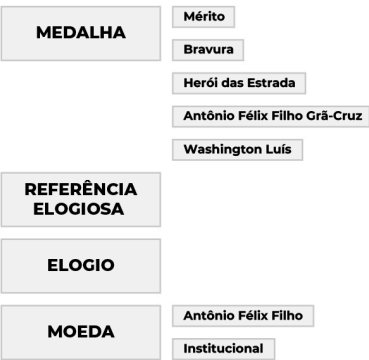 MEDALHA
Mérito
Bravura
Herói das Estrada
Antônio Félix Filho Grã-Cruz
Washington Luís
REFERÊNCIA
ELOGIOSA
ELOGIO
MOEDA
Antônio Félix Filho
Institucional